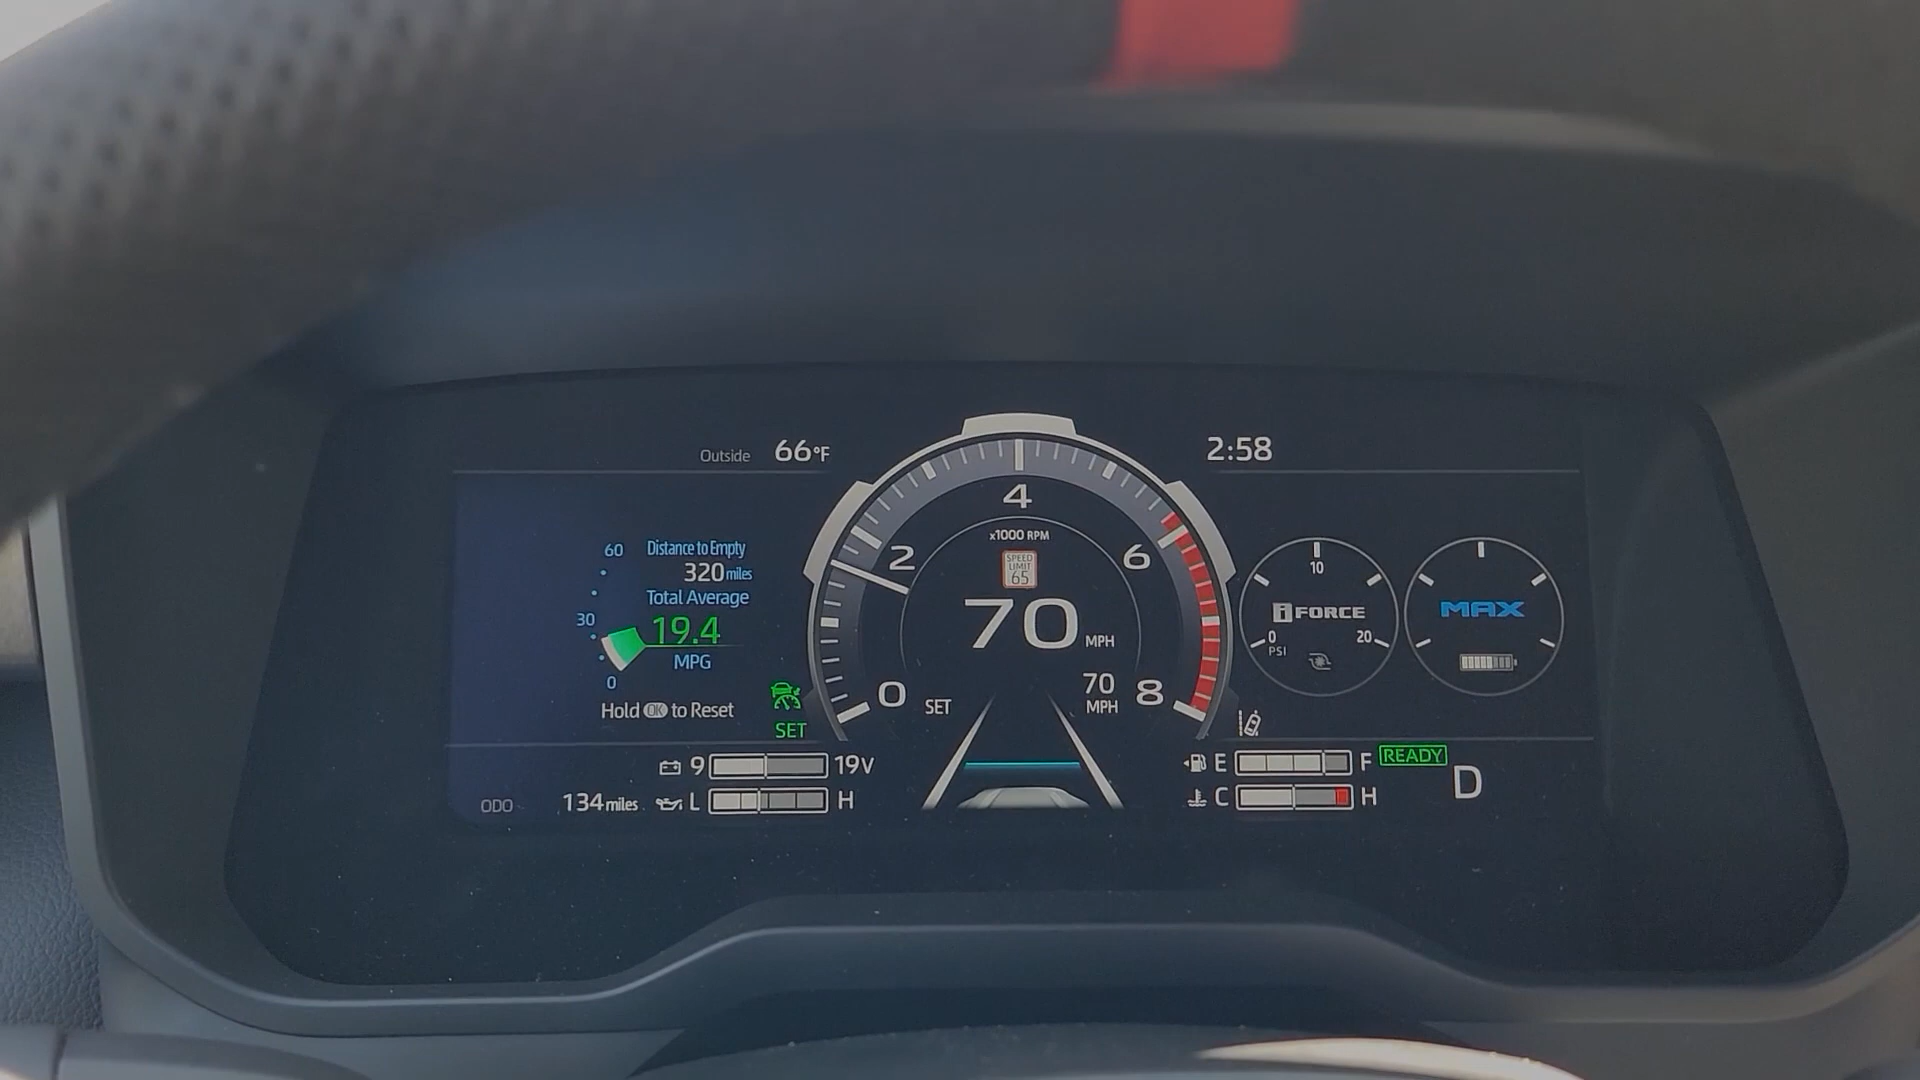 Outside 66°F
2:58
60
Distance to Empty
320 miles
Total Average
30
19.4
MPG
0
Hold OK to Reset
SET
4
x1000 RPM
2
6
SPEED
LIMIT
65
70 MPH
0
8
SET
70
MPH
10
iFORCE
0
PSI
20
MAX
9 19V
ODO 134 miles
L H
E F
READY
C H
D